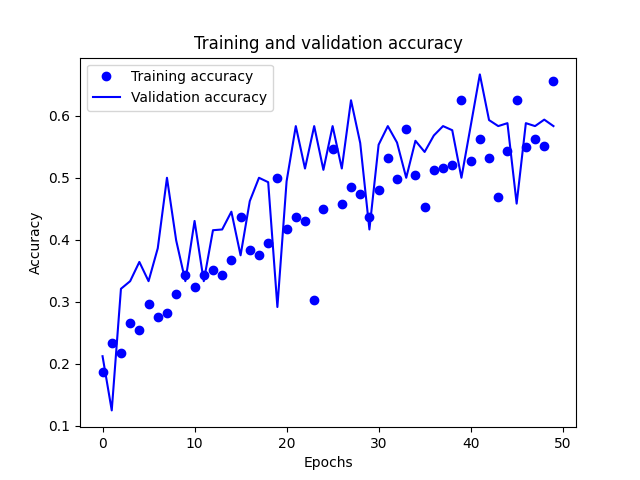 Training and validation accuracy
Training accuracy
Validation accuracy
0.6
0.5
0.4
0.3
0.2
0.1
Accuracy
0 10 20 30 40 50
Epochs